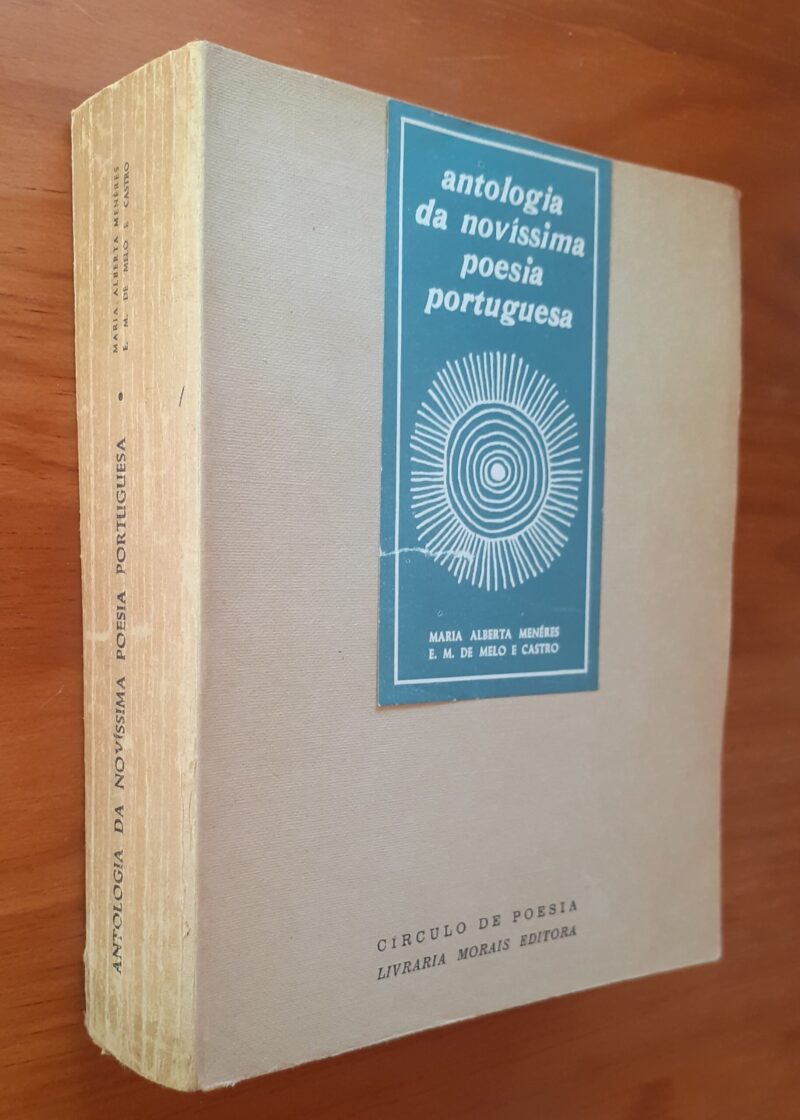 antologia
da novíssima
poesia
portuguesa
MARIA ALBERTA MENÉRES
E. M. DE MELO E CASTRO
CÍRCULO DE POESIA
LIVRARIA MORAIS EDITORA
ANTOLOGIA DA NOVÍSSIMA POESIA PORTUGUESA • MARIA ALBERTA MENÉRES
E. M. DE MELO E CASTRO